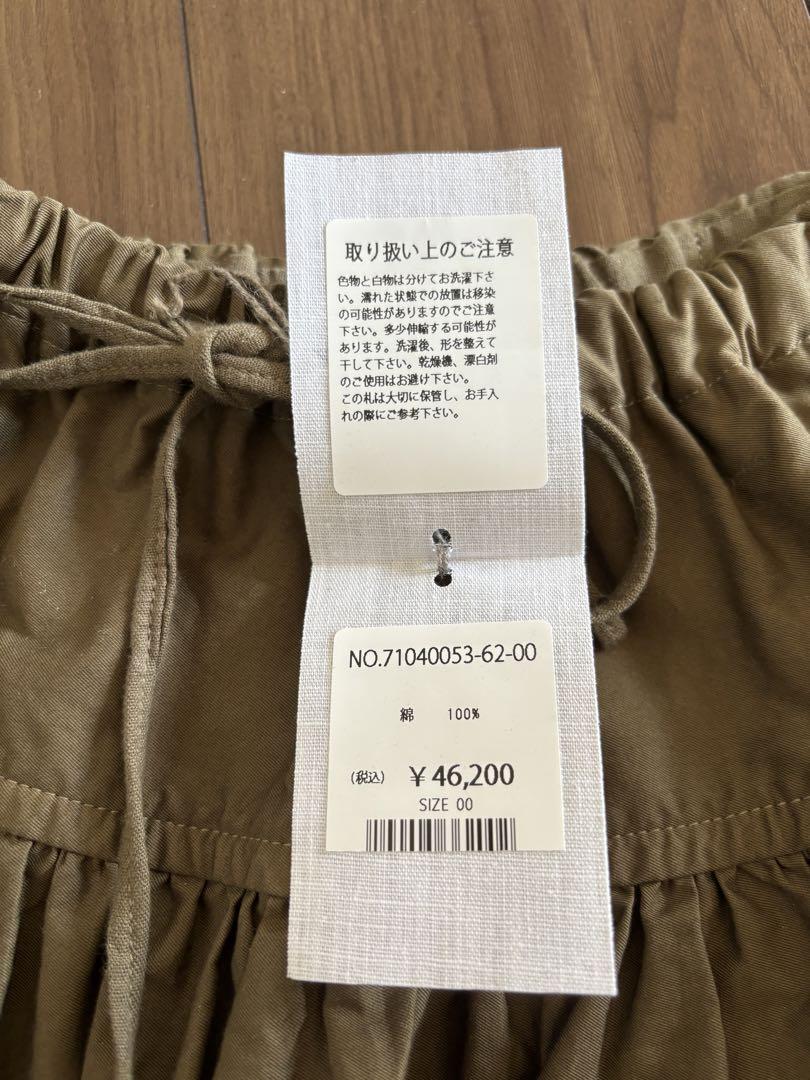 取り扱い上のご注意
色物と白物は分けてお洗濯下さ
い。濡れた状態での放置は移染
の可能性がありますのでご注意
下さい。多少伸縮する可能性が
あります。洗濯後、形を整えて
干して下さい。乾燥機、漂白剤
のご使用はお避け下さい。
この札は大切に保管し、お手入
れの際にご参考下さい。
NO.71040053-62-00
綿 100%
(税込) ¥46,200
SIZE 00